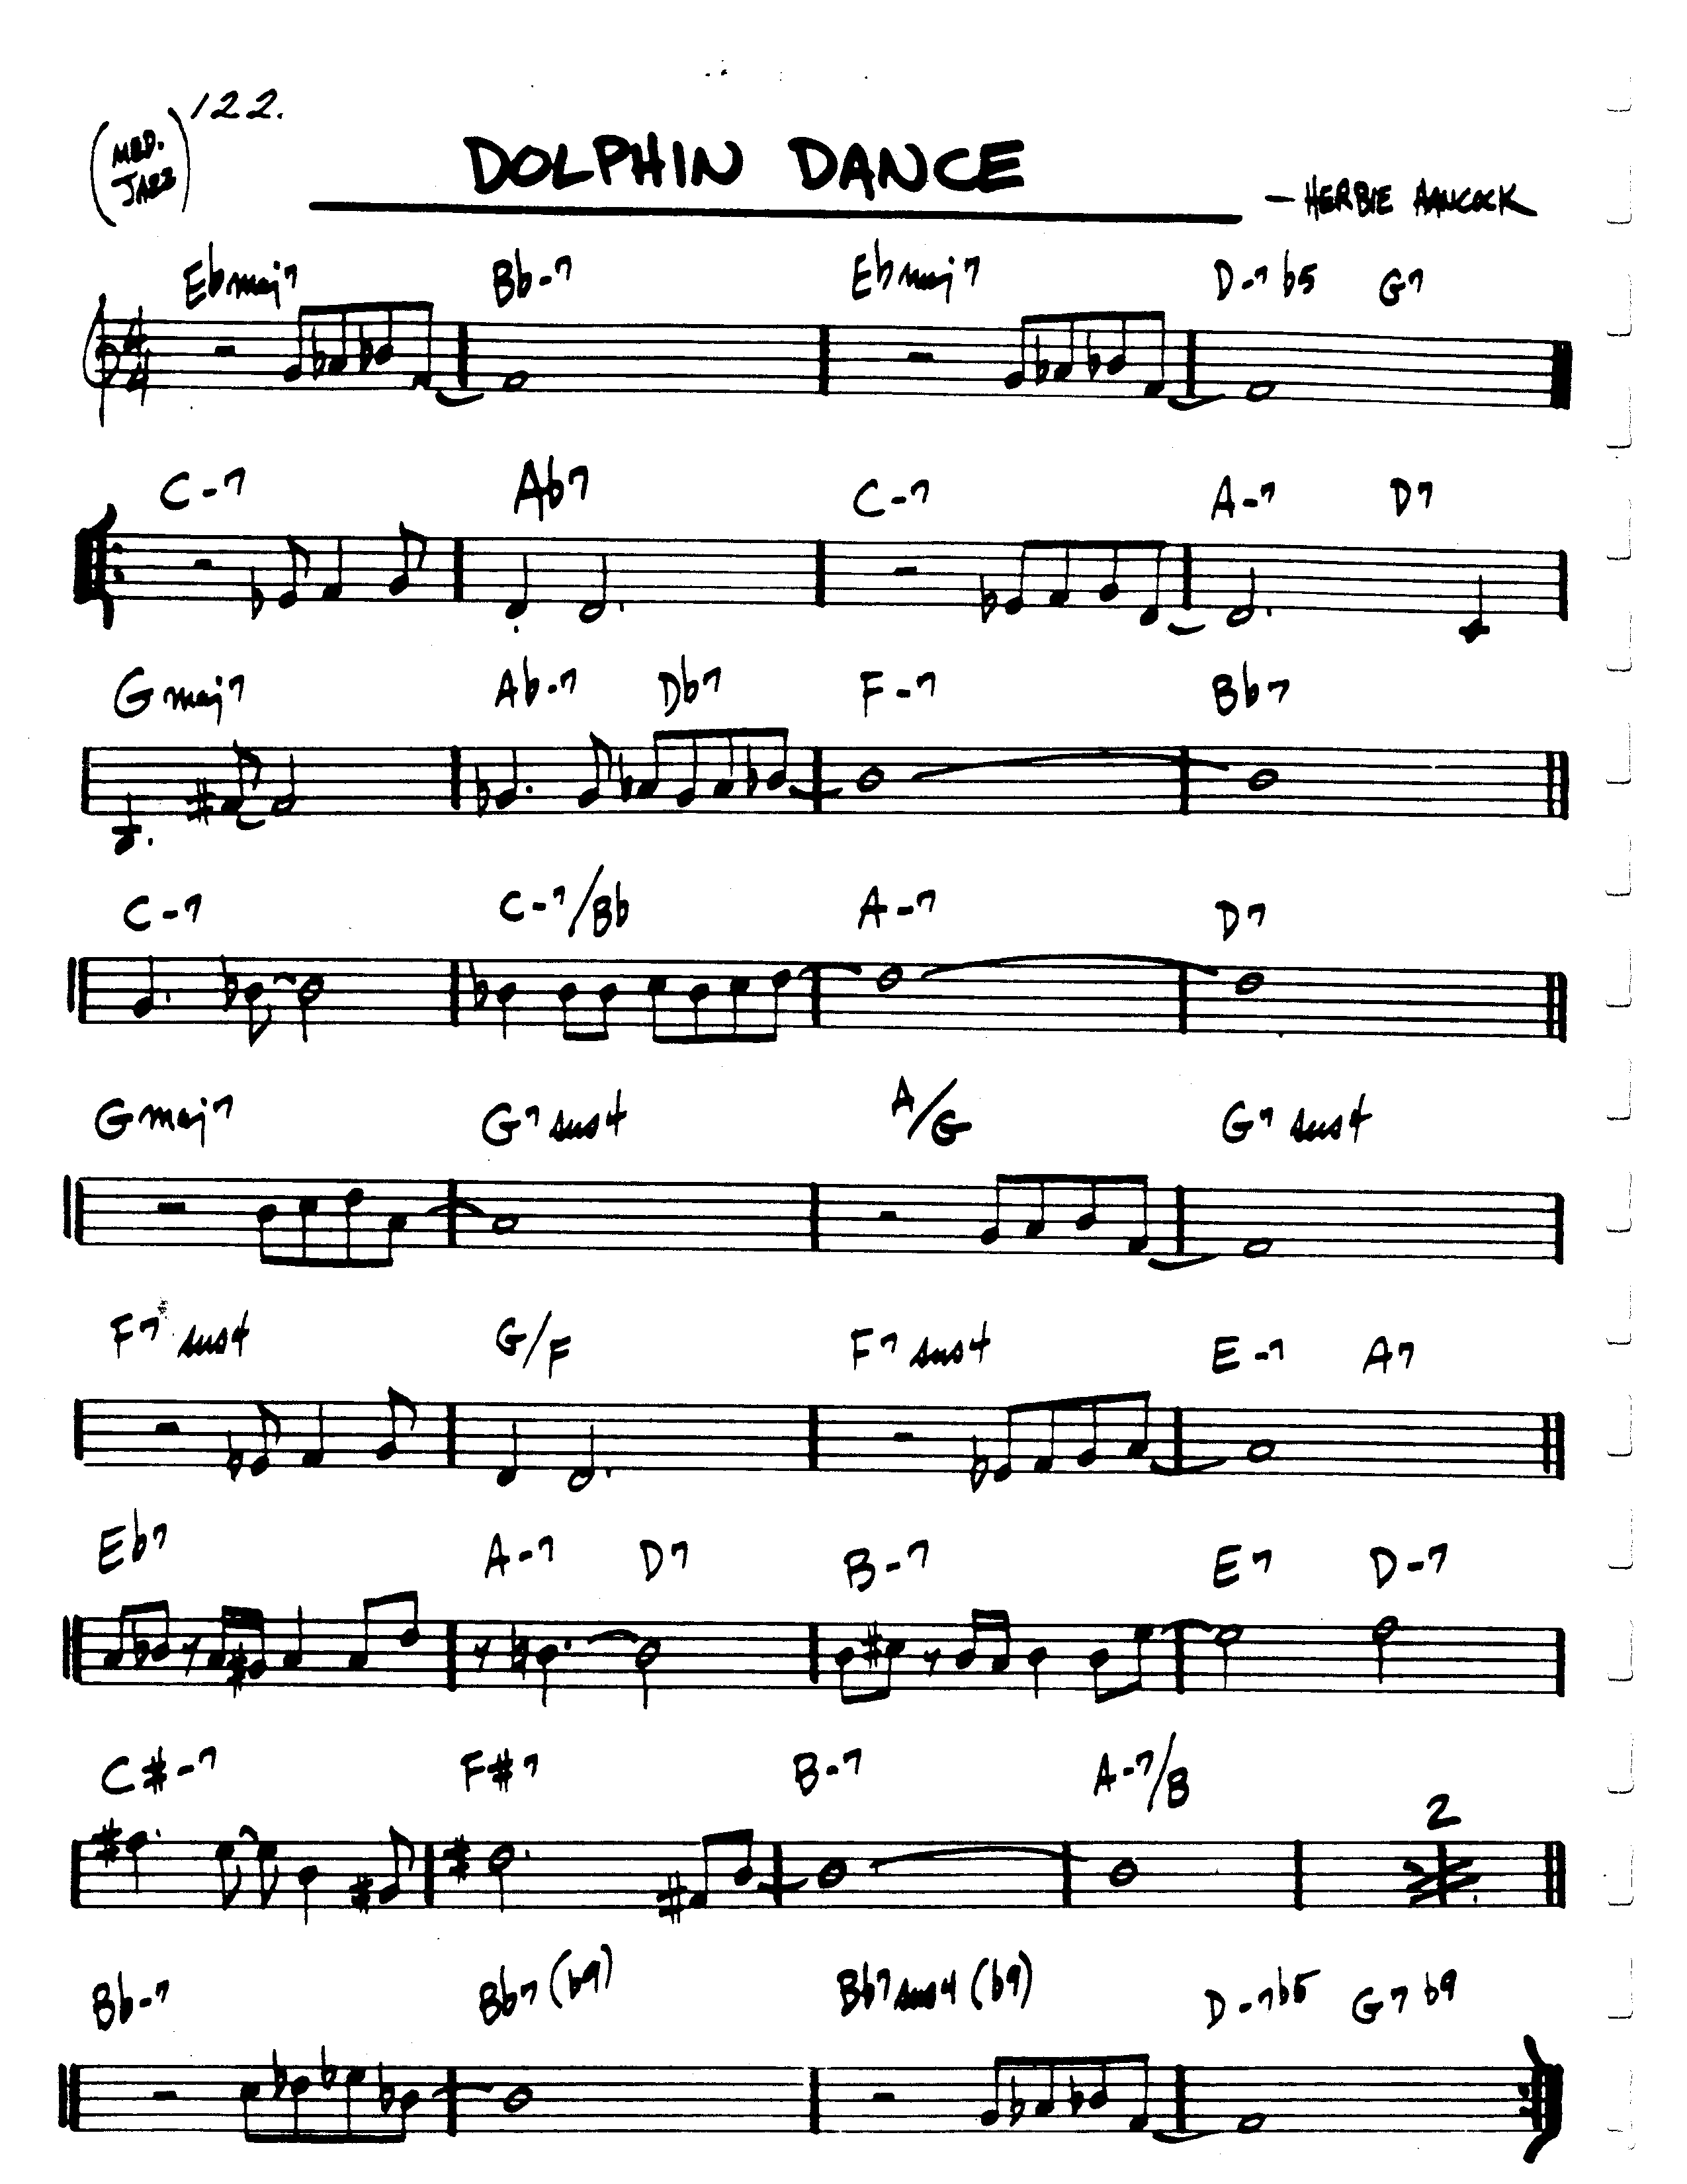 122.
(MED. JAZZ)
DOLPHIN DANCE
- HERBIE HANCOCK
Ebmaj7 Bb-7 Ebmaj7 D-7b5 G7
C-7 Ab7 C-7 A-7 D7
Gmaj7 Ab-7 Db7 F-7 Bb7
C-7 C-7/Bb A-7 D7
Gmaj7 G7sus4 A/G G7sus4
F7sus4 G/F F7sus4 E-7 A7
Eb7 A-7 D7 B-7 E7 D-7
C#-7 F#7 B-7 A-7/B
2
Bb-7 Bb7(b9) Bb7sus4(b9) D-7b5 G7b9